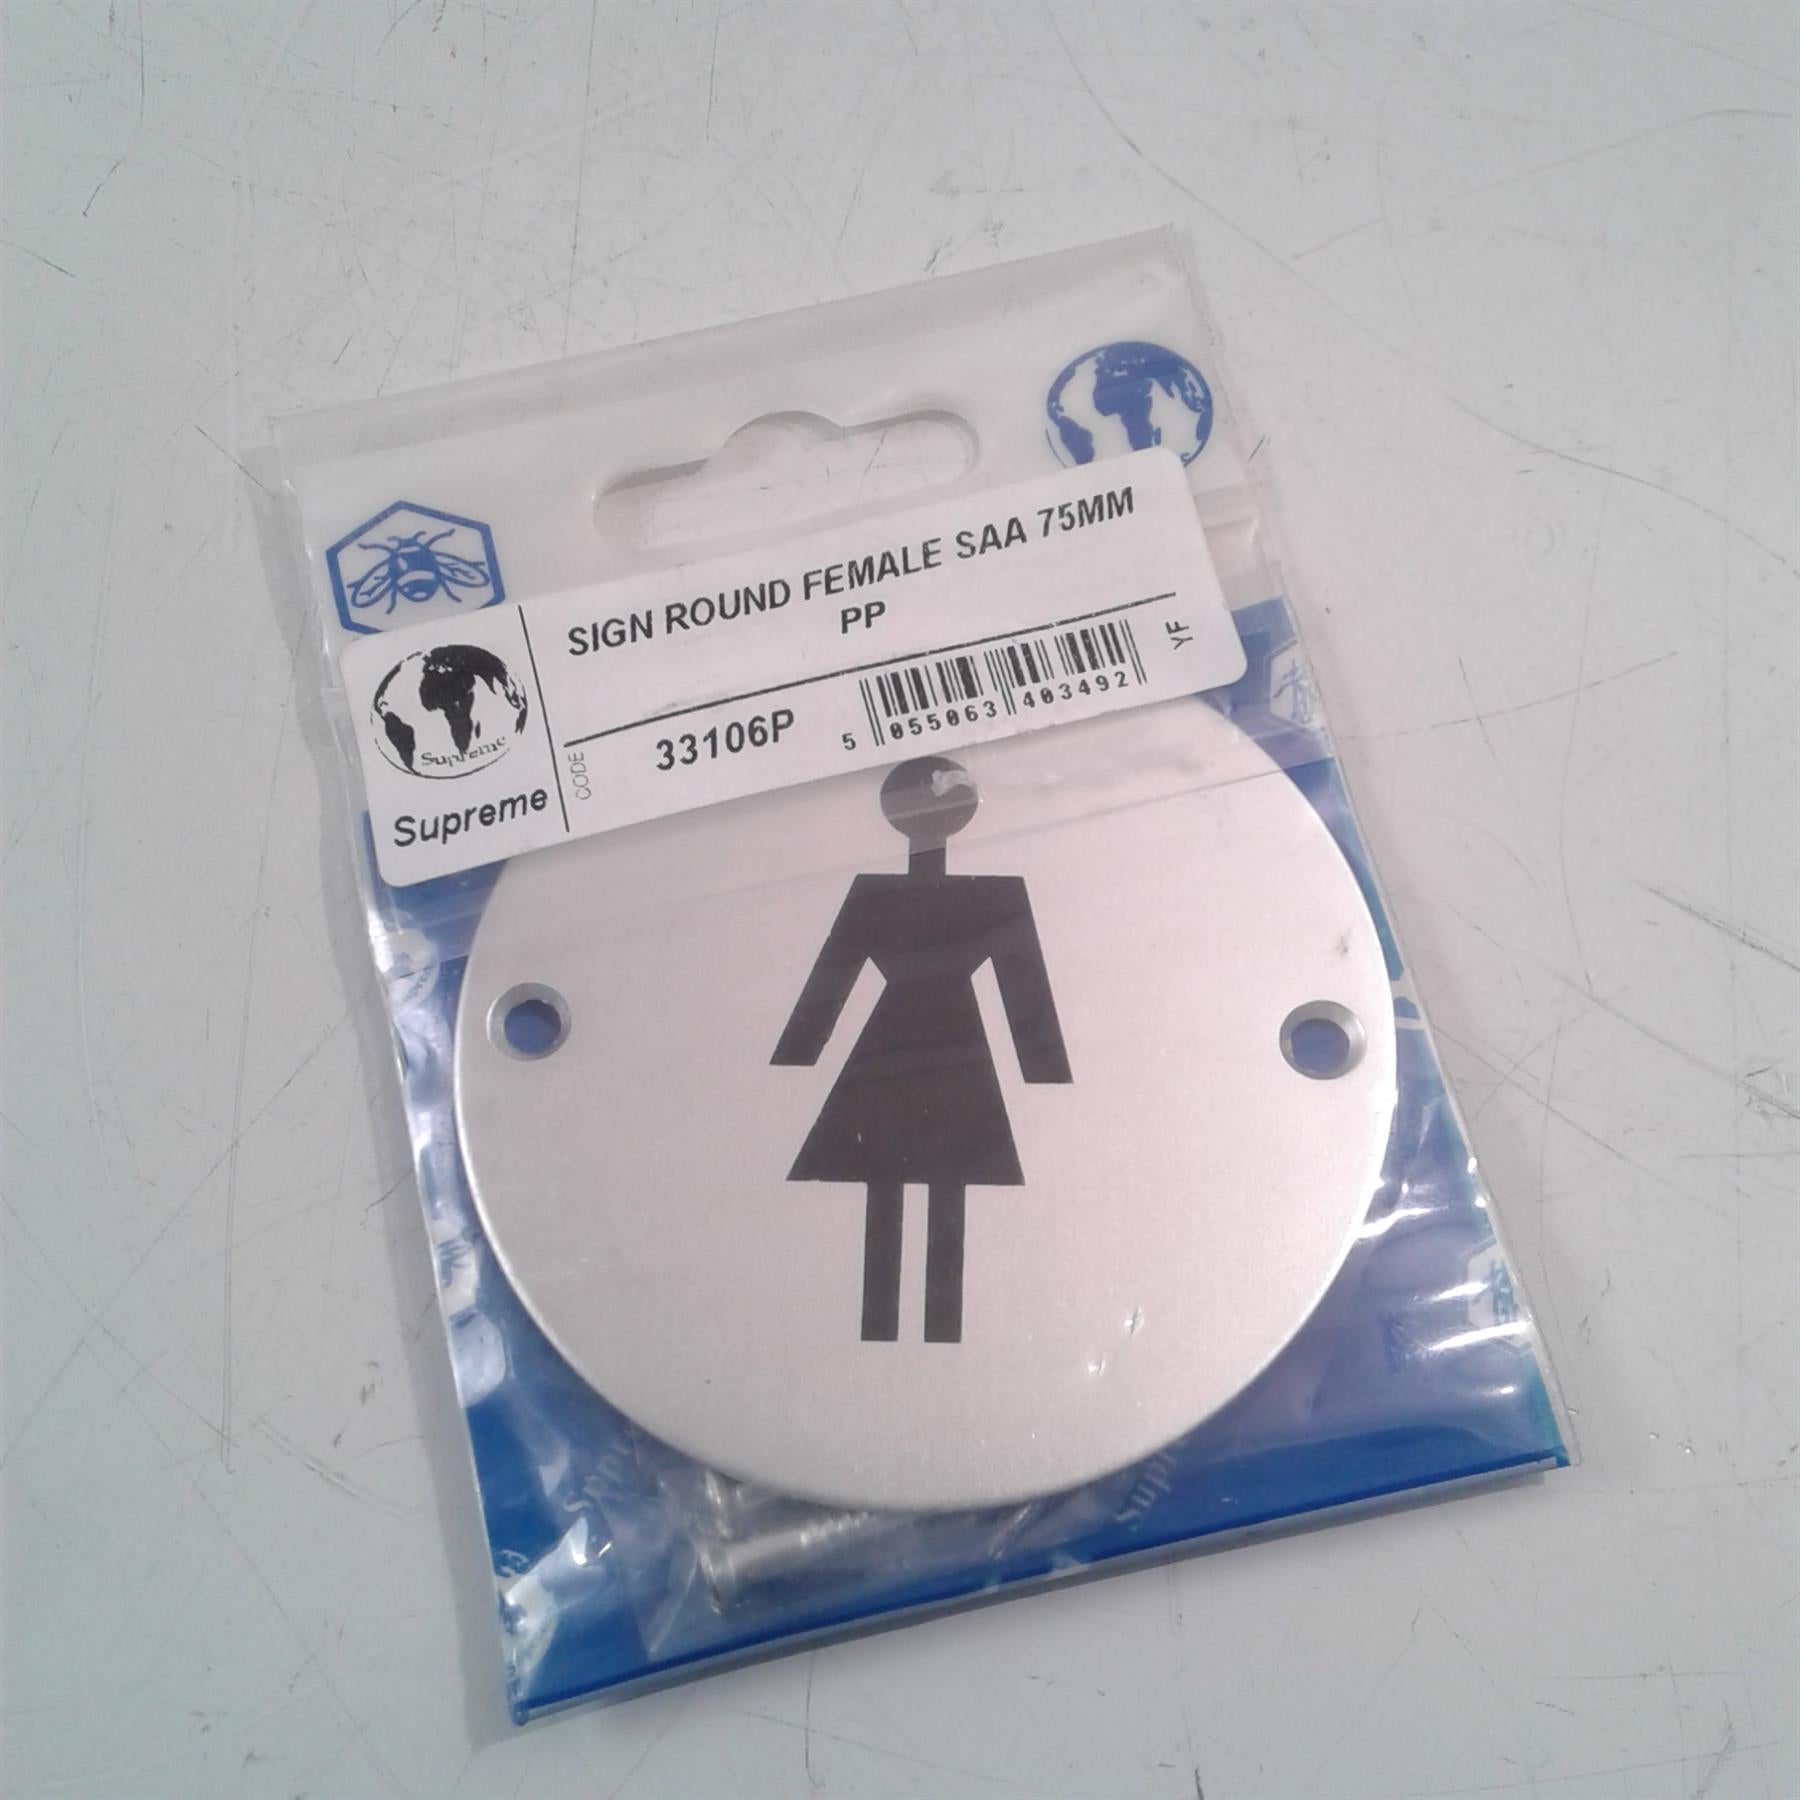 SIGN ROUND FEMALE SAA 75MM
PP
Supreme
Supreme
CODE
33106P
5 055063 403492
YF